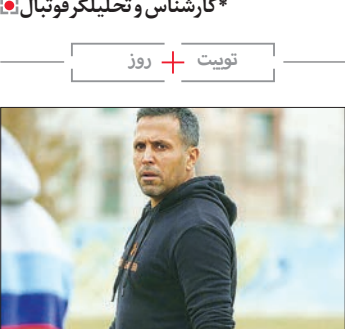 *کارشناس و تحلیلگر فوتبال
توییت + روز